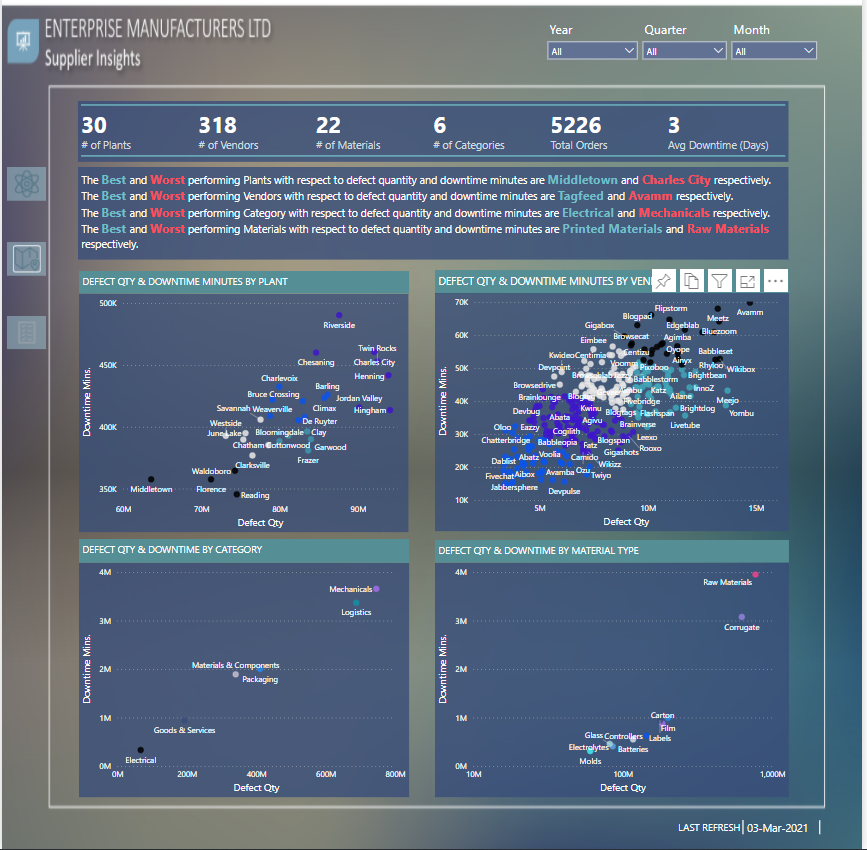 ENTERPRISE MANUFACTURERS LTD
Supplier Insights
Year Quarter Month
All All All
30 318 22 6 5226 3
# of Plants # of Vendors # of Materials # of Categories Total Orders Avg Downtime (Days)
The Best and Worst performing Plants with respect to defect quantity and downtime minutes are Middletown and Charles City respectively.
The Best and Worst performing Vendors with respect to defect quantity and downtime minutes are Tagfeed and Avamm respectively.
The Best and Worst performing Category with respect to defect quantity and downtime minutes are Electrical and Mechanicals respectively.
The Best and Worst performing Materials with respect to defect quantity and downtime minutes are Printed Materials and Raw Materials
respectively.
DEFECT QTY & DOWNTIME MINUTES BY PLANT
500K
Riverside
Twin Rocks
Chesaning
Charles City
450K
Henning
Charlevoix
Barling
Bruce Crossing
Jordan Valley
Savannah Weaverville
Climax
Hingham
Westside
De Ruyter
400K
June Lake
Bloomingdale
Clay
Chatham
Cottonwood
Garwood
Clarksville
Frazer
Waldoboro
350K
Middletown
Florence
Reading
60M 70M 80M 90M
Defect Qty
Downtime Mins.
DEFECT QTY & DOWNTIME MINUTES BY VEN
70K
Flipstorm
Avamm
Blogpad
Meetz
Gigabox
Edgeblab
Bluezoom
60K
Eimbee
Browsecat
Agimba
Kwideo
Centimia
Gentizu
Oyope
Babbleset
Ainyx
Devpoint
Voomm
Pixoboo
Rhyloo
Wikibox
50K
Babblestorm
Brightbean
Browsedrive
Katz
InnoZ
Brainlounge
Ailane
Meejo
Devbug
Kwinu
Blogtags
Flashspan
Brightdog
Yombu
40K
Abata
Agivu
Brainverse
Livetube
Oloo
Eazzy
Cogilith
Leexo
30K
Chatterbridge
Babbleopia
Fatz
Blogspan
Rooxo
Abatz
Voolia
Camido
Gigashots
Dablist
Wikizz
20K
Fivechat
Aibox
Avamba
Ozu
Twiyo
Jabbersphere
Devpulse
10K
5M 10M 15M
Defect Qty
Downtime Mins.
DEFECT QTY & DOWNTIME BY CATEGORY
4M
Mechanicals
Logistics
3M
2M
Materials & Components
Packaging
1M
Goods & Services
Electrical
0M
0M 200M 400M 600M 800M
Defect Qty
Downtime Mins.
DEFECT QTY & DOWNTIME BY MATERIAL TYPE
4M
Raw Materials
3M
Corrugate
2M
1M
Carton
Film
Glass
Controllers
Labels
Electrolytes
Batteries
Molds
0M
10M 100M 1,000M
Defect Qty
Downtime Mins.
LAST REFRESH 03-Mar-2021